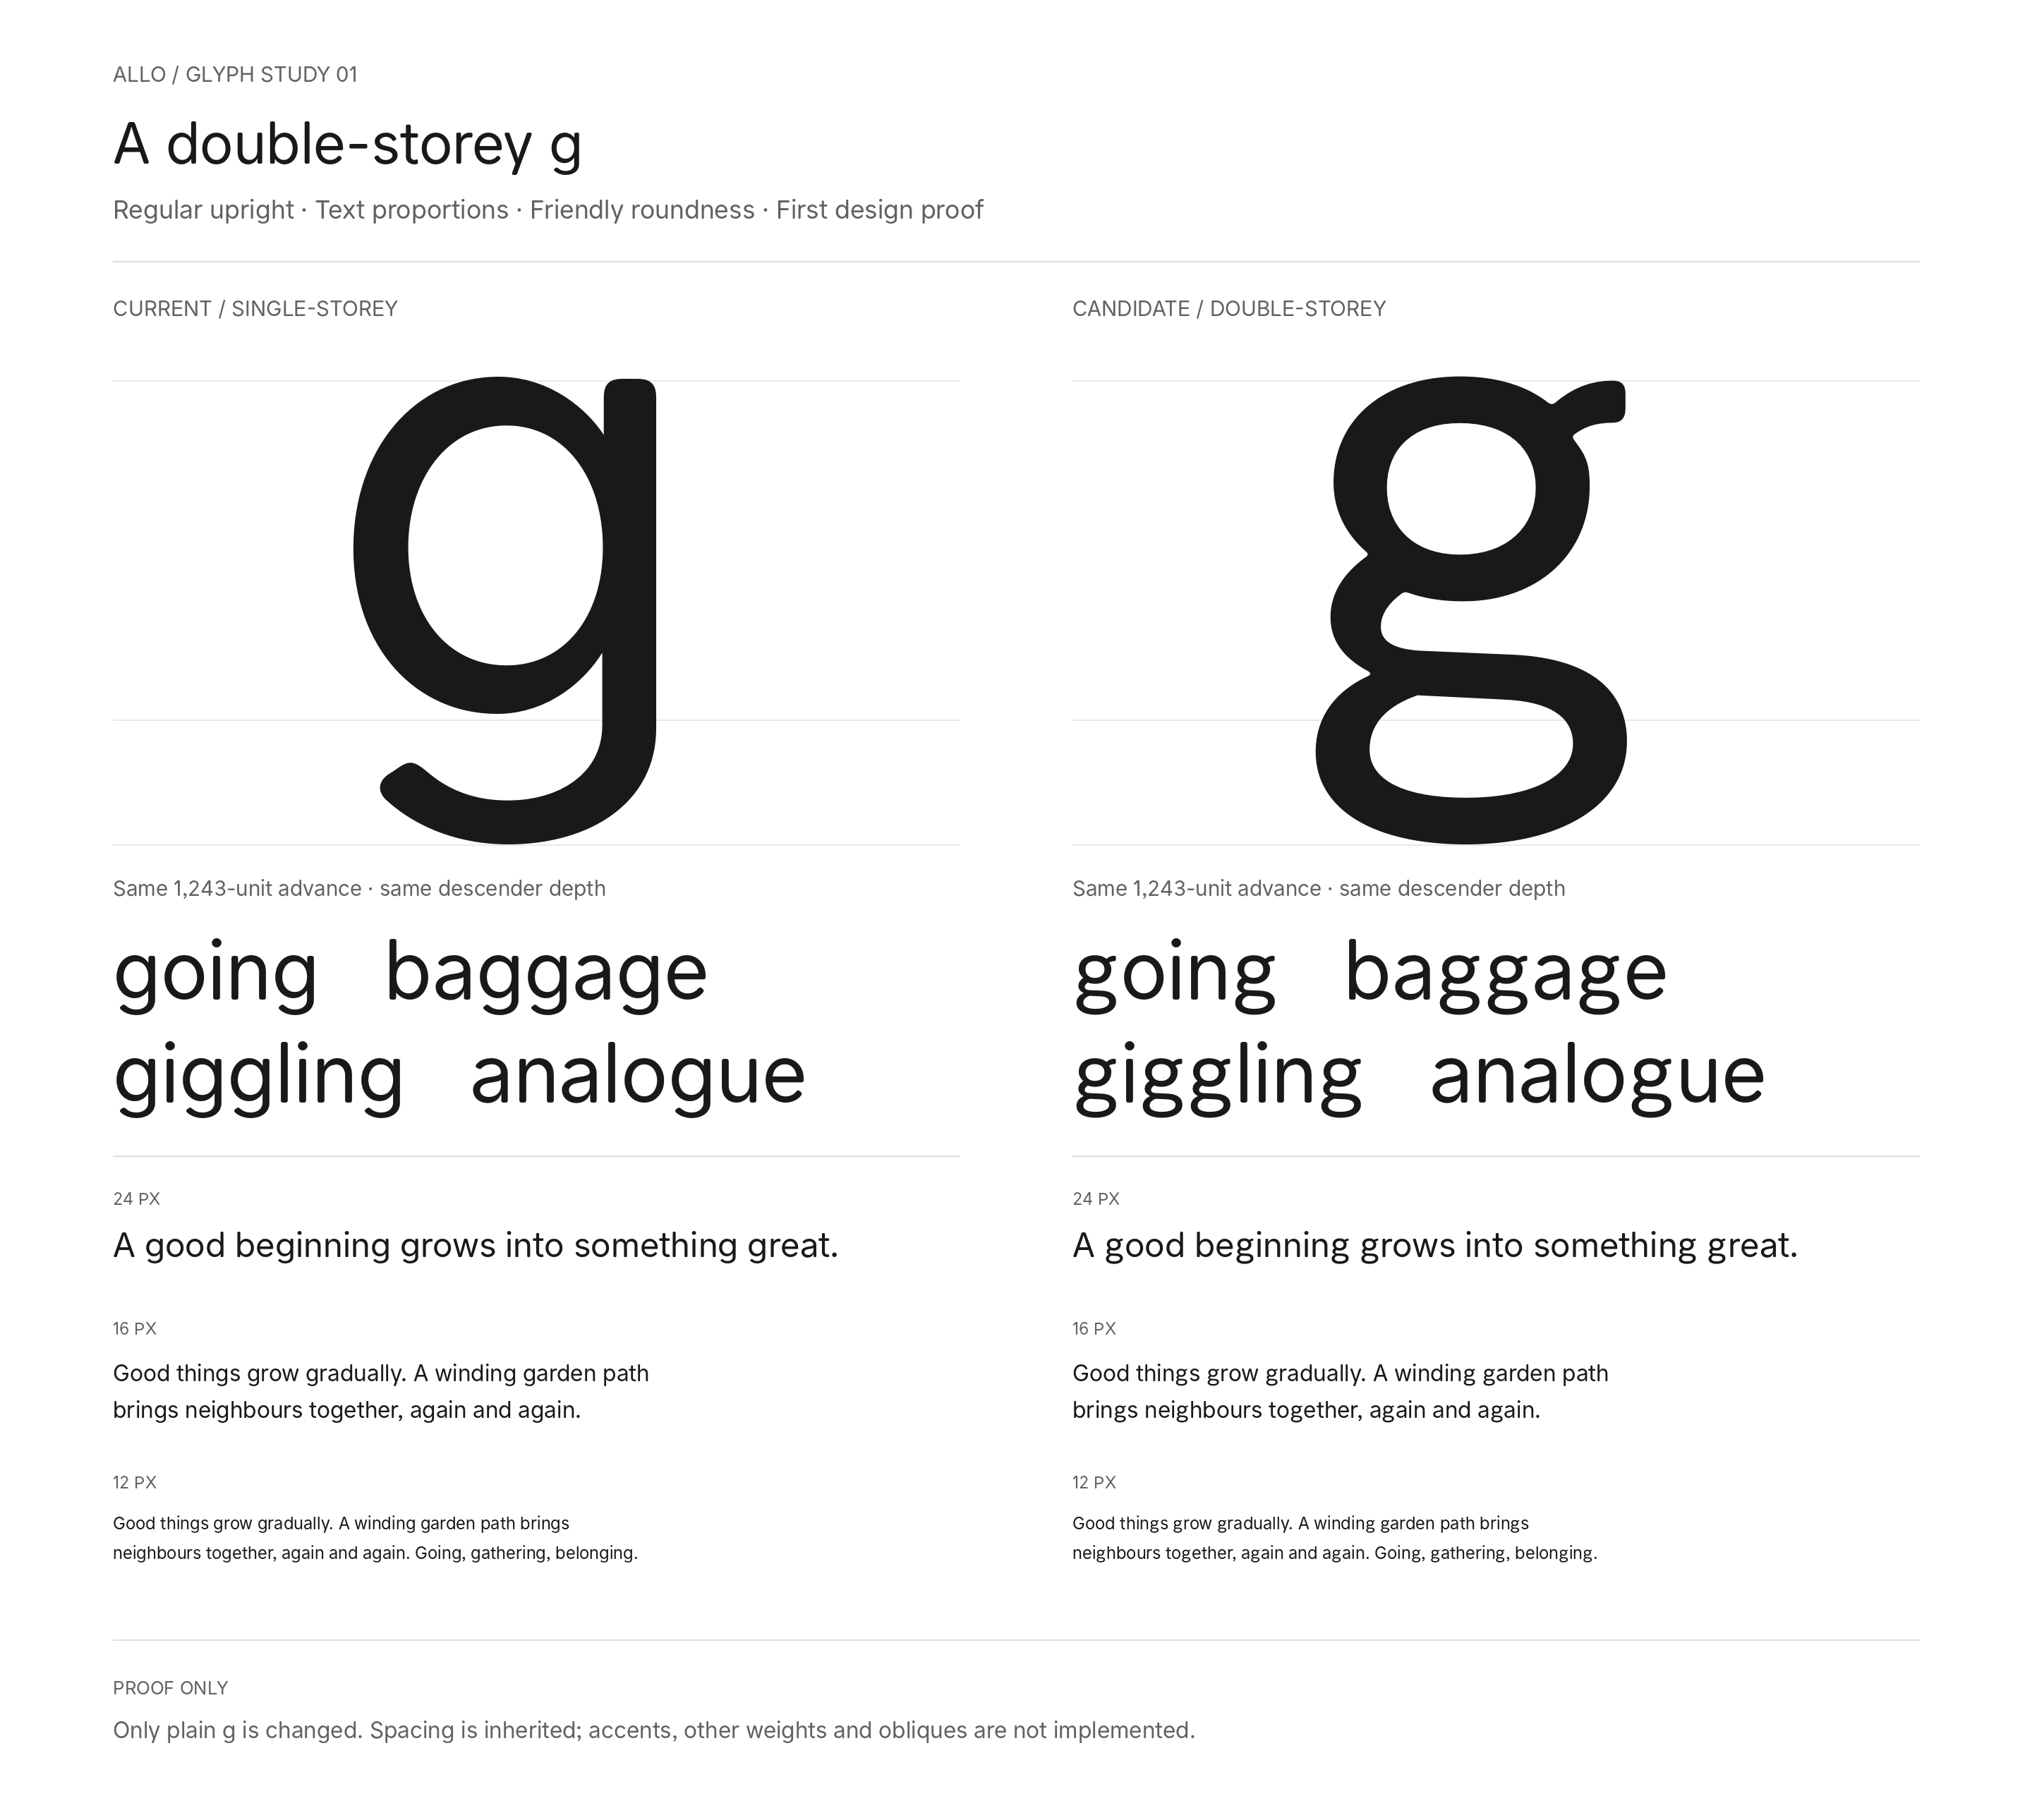 ALLO / GLYPH STUDY 01
A double-storey g
Regular upright · Text proportions · Friendly roundness · First design proof
CURRENT / SINGLE-STOREY
g
Same 1,243-unit advance · same descender depth
going baggage
giggling analogue
24 PX
A good beginning grows into something great.
16 PX
Good things grow gradually. A winding garden path
brings neighbours together, again and again.
12 PX
Good things grow gradually. A winding garden path brings
neighbours together, again and again. Going, gathering, belonging.
CANDIDATE / DOUBLE-STOREY
g
Same 1,243-unit advance · same descender depth
going baggage
giggling analogue
24 PX
A good beginning grows into something great.
16 PX
Good things grow gradually. A winding garden path
brings neighbours together, again and again.
12 PX
Good things grow gradually. A winding garden path brings
neighbours together, again and again. Going, gathering, belonging.
PROOF ONLY
Only plain g is changed. Spacing is inherited; accents, other weights and obliques are not implemented.